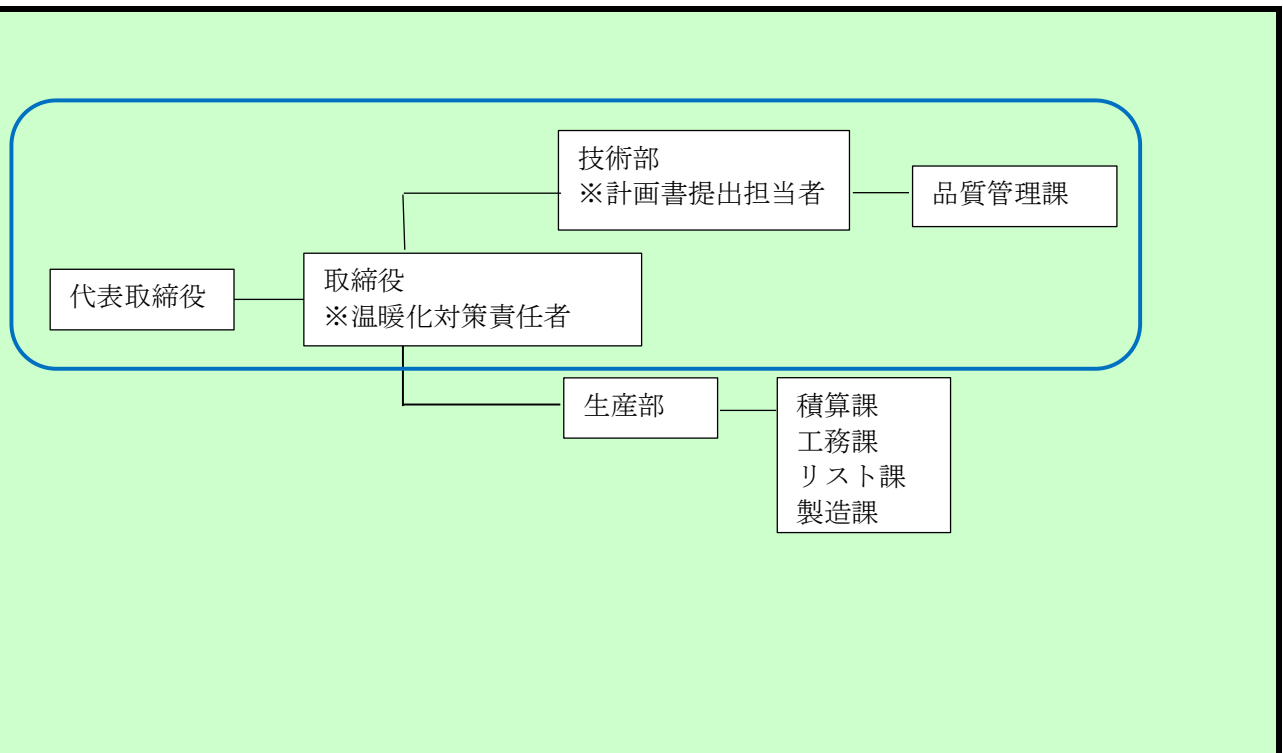 技術部
※計画書提出担当者
品質管理課
代表取締役
取締役
※温暖化対策責任者
生産部
積算課
工務課
リスト課
製造課